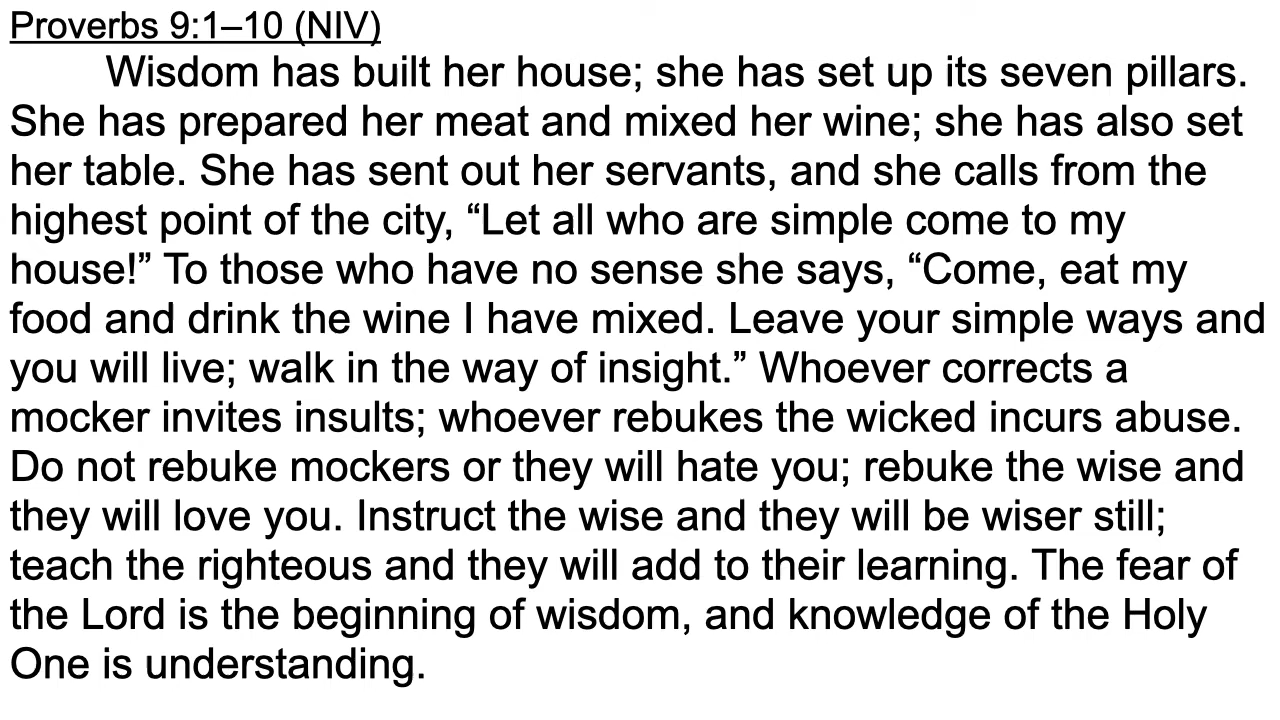 Proverbs 9:1–10 (NIV)
Wisdom has built her house; she has set up its seven pillars.
She has prepared her meat and mixed her wine; she has also set
her table. She has sent out her servants, and she calls from the
highest point of the city, “Let all who are simple come to my
house!” To those who have no sense she says, “Come, eat my
food and drink the wine I have mixed. Leave your simple ways and
you will live; walk in the way of insight.” Whoever corrects a
mocker invites insults; whoever rebukes the wicked incurs abuse.
Do not rebuke mockers or they will hate you; rebuke the wise and
they will love you. Instruct the wise and they will be wiser still;
teach the righteous and they will add to their learning. The fear of
the Lord is the beginning of wisdom, and knowledge of the Holy
One is understanding.